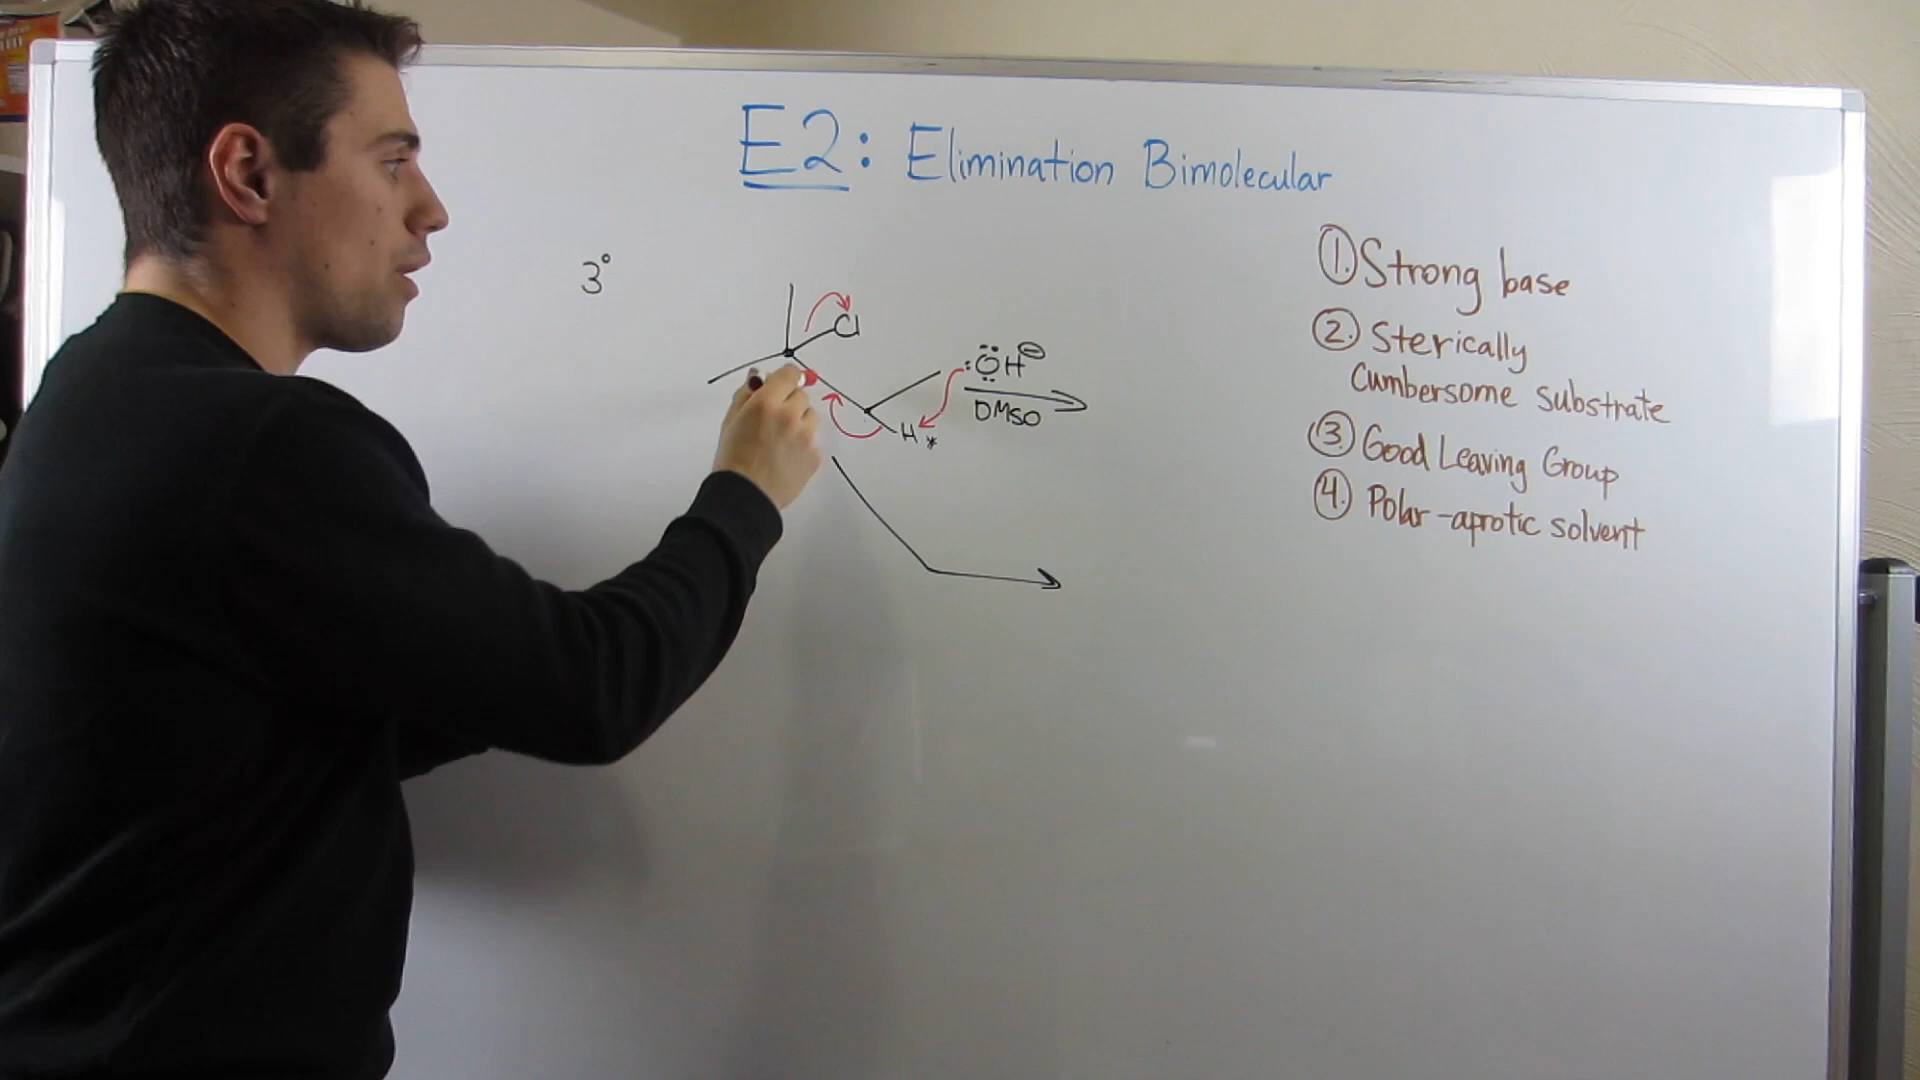 E2: Elimination Bimolecular
3°
Cl
:ÖH⊖
DMSO
H *
1. Strong base
2. Sterically
Cumbersome substrate
3. Good Leaving Group
4. Polar-aprotic solvent